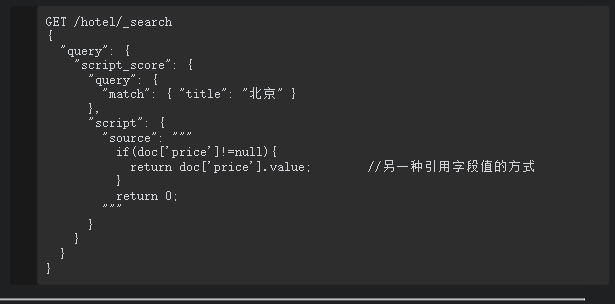 GET /hotel/_search
{
  "query": {
    "script_score": {
      "query": {
        "match": { "title": "北京" }
      },
      "script": {
        "source": """
          if(doc['price']!=null){
            return doc['price'].value;        //另一种引用字段值的方式
          }
          return 0;
        """
      }
    }
  }
}